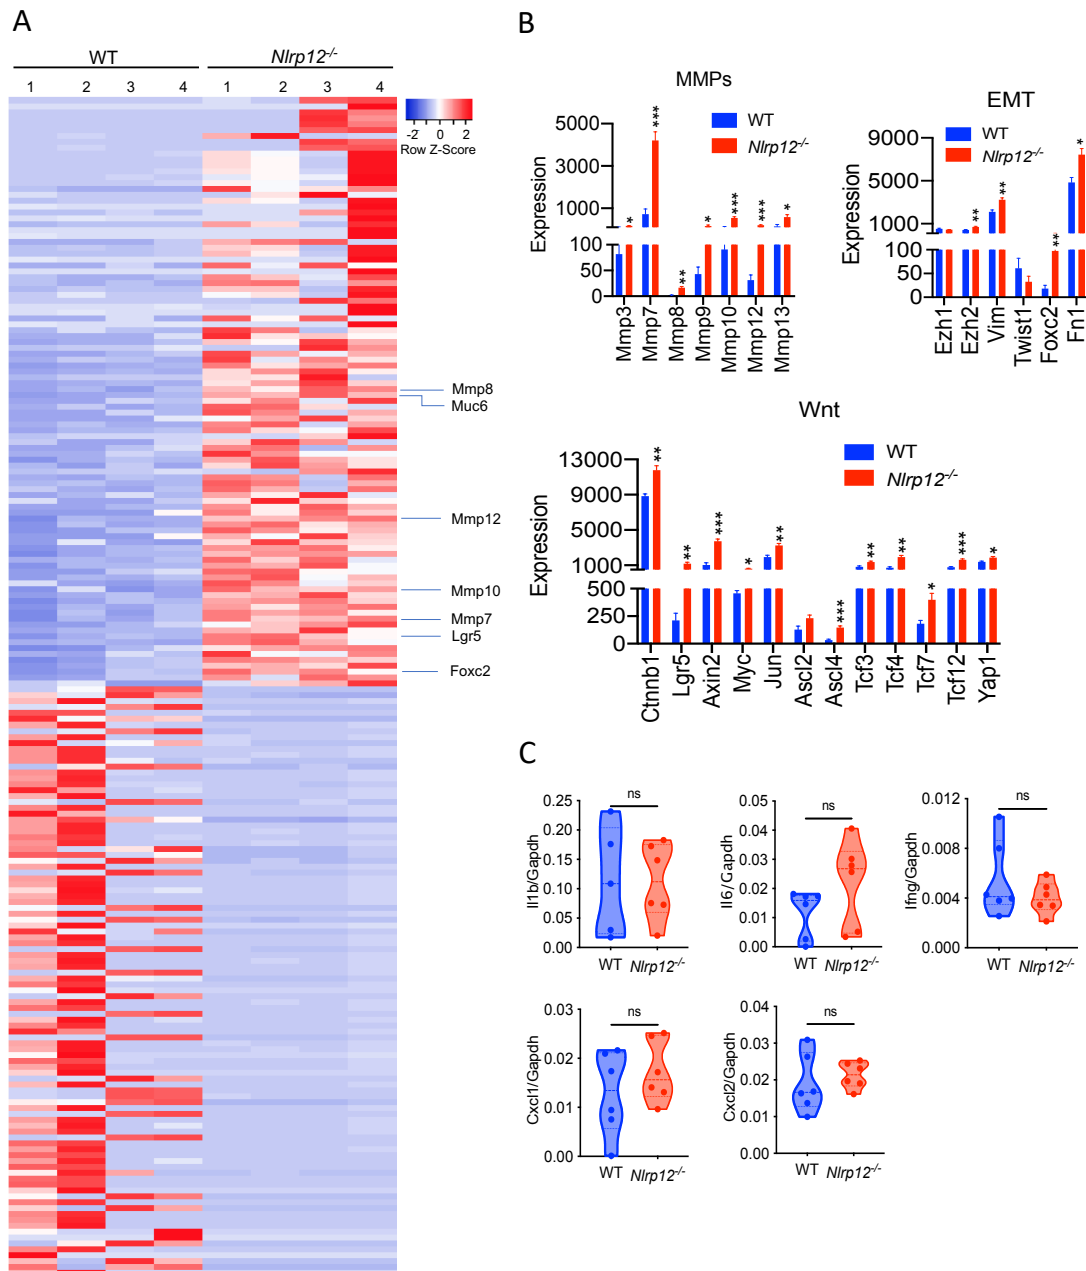 A
WT Nlrp12-/-
1 2 3 4 1 2 3 4
-2 0 2
Row Z-Score
Mmp8
Muc6
Mmp12
Mmp10
Mmp7
Lgr5
Foxc2
B
MMPs
WT
Nlrp12-/-
Expression
5000
3000
1000
100
50
0
* *** ** * *** *** *
Mmp3 Mmp7 Mmp8 Mmp9 Mmp10 Mmp12 Mmp13
EMT
WT
Nlrp12-/-
Expression
9000
5000
1000
100
50
0
** ** ** *
Ezh1 Ezh2 Vim Twist1 Foxc2 Fn1
Wnt
WT
Nlrp12-/-
Expression
13000
9000
5000
1000
500
250
0
** ** *** * ** *** ** ** * *** *
Ctnnb1 Lgr5 Axin2 Myc Jun Ascl2 Ascl4 Tcf3 Tcf4 Tcf7 Tcf12 Yap1
C
Il1b/Gapdh
ns
0.25
0.20
0.15
0.10
0.05
0.00
WT Nlrp12-/-
Il6/Gapdh
ns
0.05
0.04
0.03
0.02
0.01
0.00
WT Nlrp12-/-
Ifng/Gapdh
ns
0.012
0.008
0.004
0.000
WT Nlrp12-/-
Cxcl1/Gapdh
ns
0.03
0.02
0.01
0.00
WT Nlrp12-/-
Cxcl2/Gapdh
ns
0.04
0.03
0.02
0.01
0.00
WT Nlrp12-/-